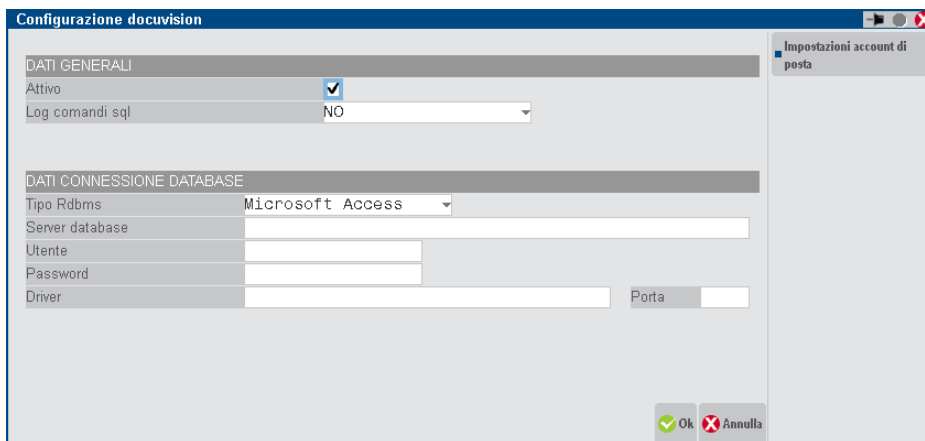 Configurazione docuvision
Impostazioni account di
posta
DATI GENERALI
Attivo
Log comandi sql NO
DATI CONNESSIONE DATABASE
Tipo Rdbms Microsoft Access
Server database
Utente
Password
Driver Porta
Ok Annulla